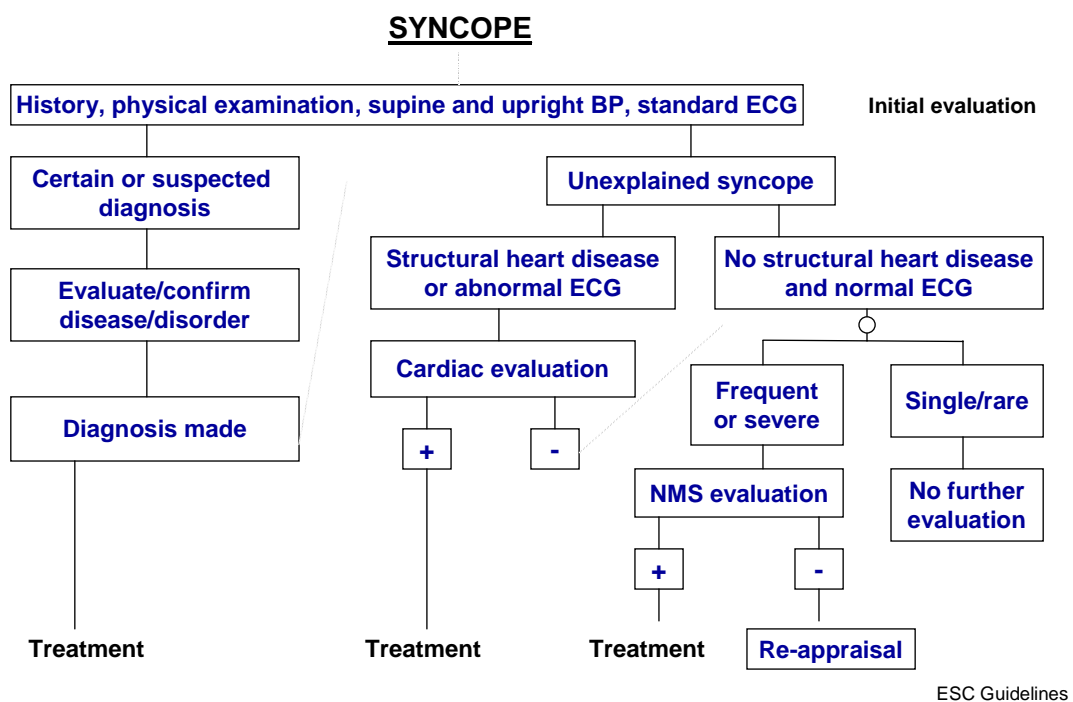 SYNCOPE
History, physical examination, supine and upright BP, standard ECG
Initial evaluation
Certain or suspected
diagnosis
Unexplained syncope
Structural heart disease
or abnormal ECG
No structural heart disease
and normal ECG
Evaluate/confirm
disease/disorder
Cardiac evaluation
Frequent
or severe
Single/rare
Diagnosis made
+
-
NMS evaluation
No further
evaluation
+
-
Treatment
Treatment
Treatment
Re-appraisal
ESC Guidelines